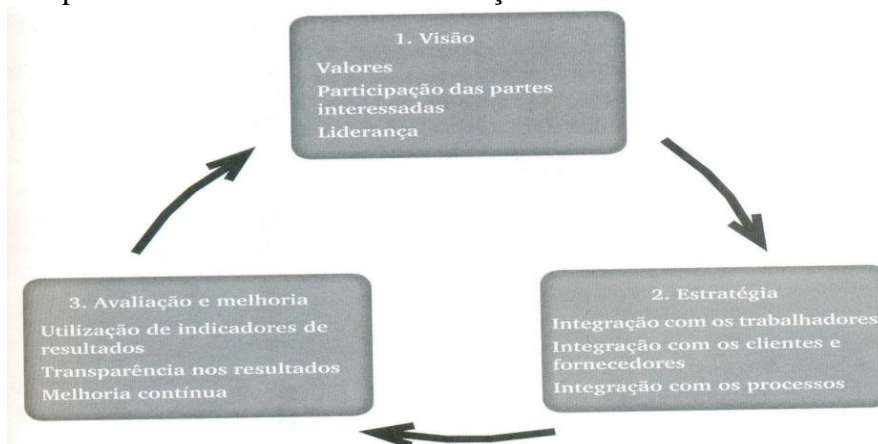 1. Visão
Valores
Participação das partes
interessadas
Liderança
2. Estratégia
Integração com os trabalhadores
Integração com os clientes e
fornecedores
Integração com os processos
3. Avaliação e melhoria
Utilização de indicadores de
resultados
Transparência nos resultados
Melhoria contínua